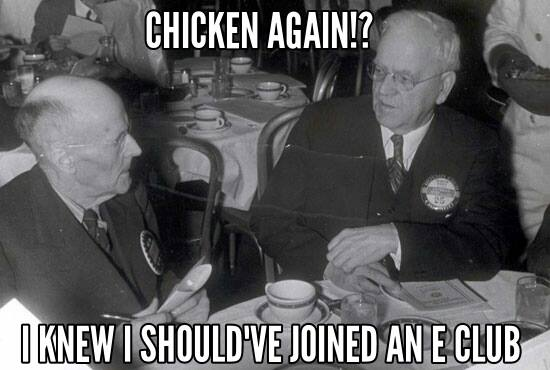 CHICKEN AGAIN!?
I KNEW I SHOULD'VE JOINED AN E CLUB